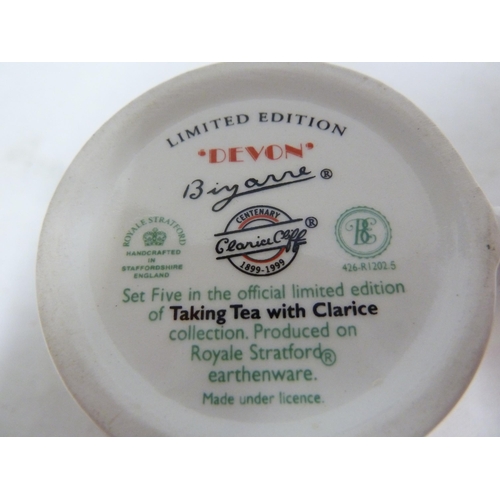 LIMITED EDITION
'DEVON'
Bizarre ®
ROYALE STRATFORD
HANDCRAFTED IN
STAFFORDSHIRE
ENGLAND
CENTENARY
Clarice Cliff ®
1899-1999
426-R1202.5
Set Five in the official limited edition
of Taking Tea with Clarice
collection. Produced on
Royale Stratford®
earthenware.
Made under licence.